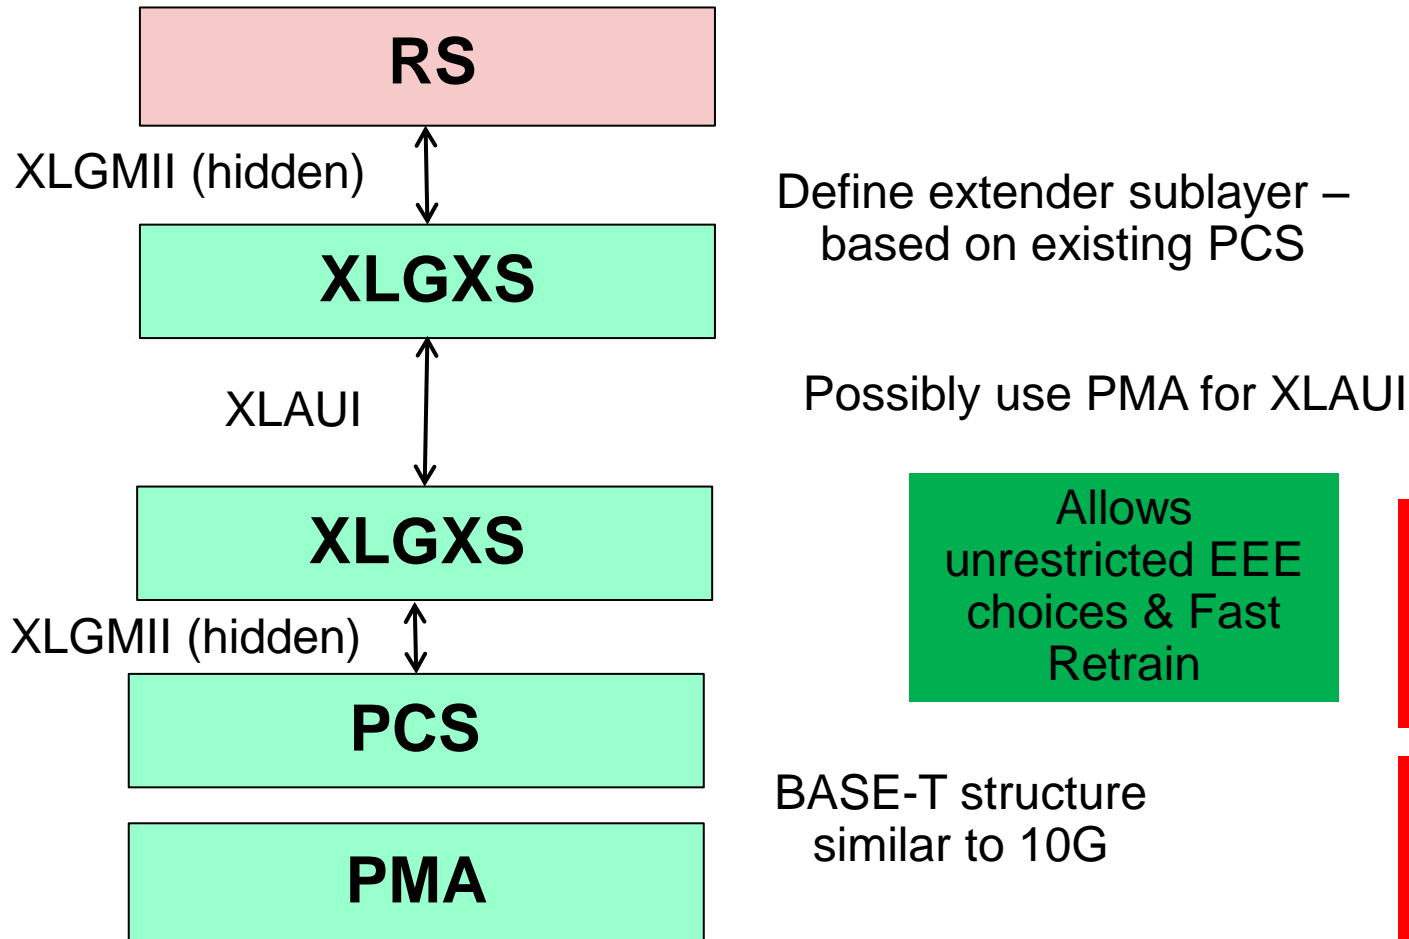 RS
XLGMII (hidden)
Define extender sublayer –
based on existing PCS
XLGXS
Possibly use PMA for XLAUI
XLAUI
Allows
unrestricted EEE
choices & Fast
Retrain
XLGXS
XLGMII (hidden)
PCS
BASE-T structure
similar to 10G
PMA